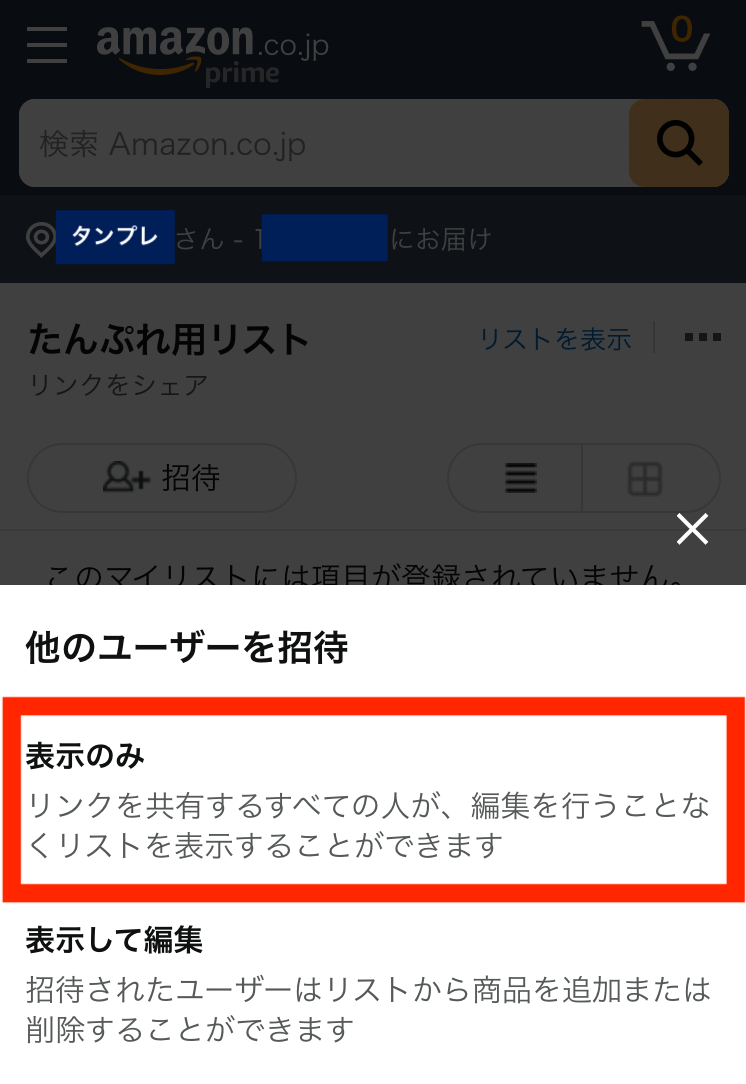 amazon.co.jp
prime
0
検索 Amazon.co.jp
タンプレ さん - 1 にお届け
たんぷれ用リスト
リストを表示
リンクをシェア
招待
このマイリストには項目が登録されていません。
他のユーザーを招待
表示のみ
リンクを共有するすべての人が、編集を行うことな
くリストを表示することができます
表示して編集
招待されたユーザーはリストから商品を追加または
削除することができます